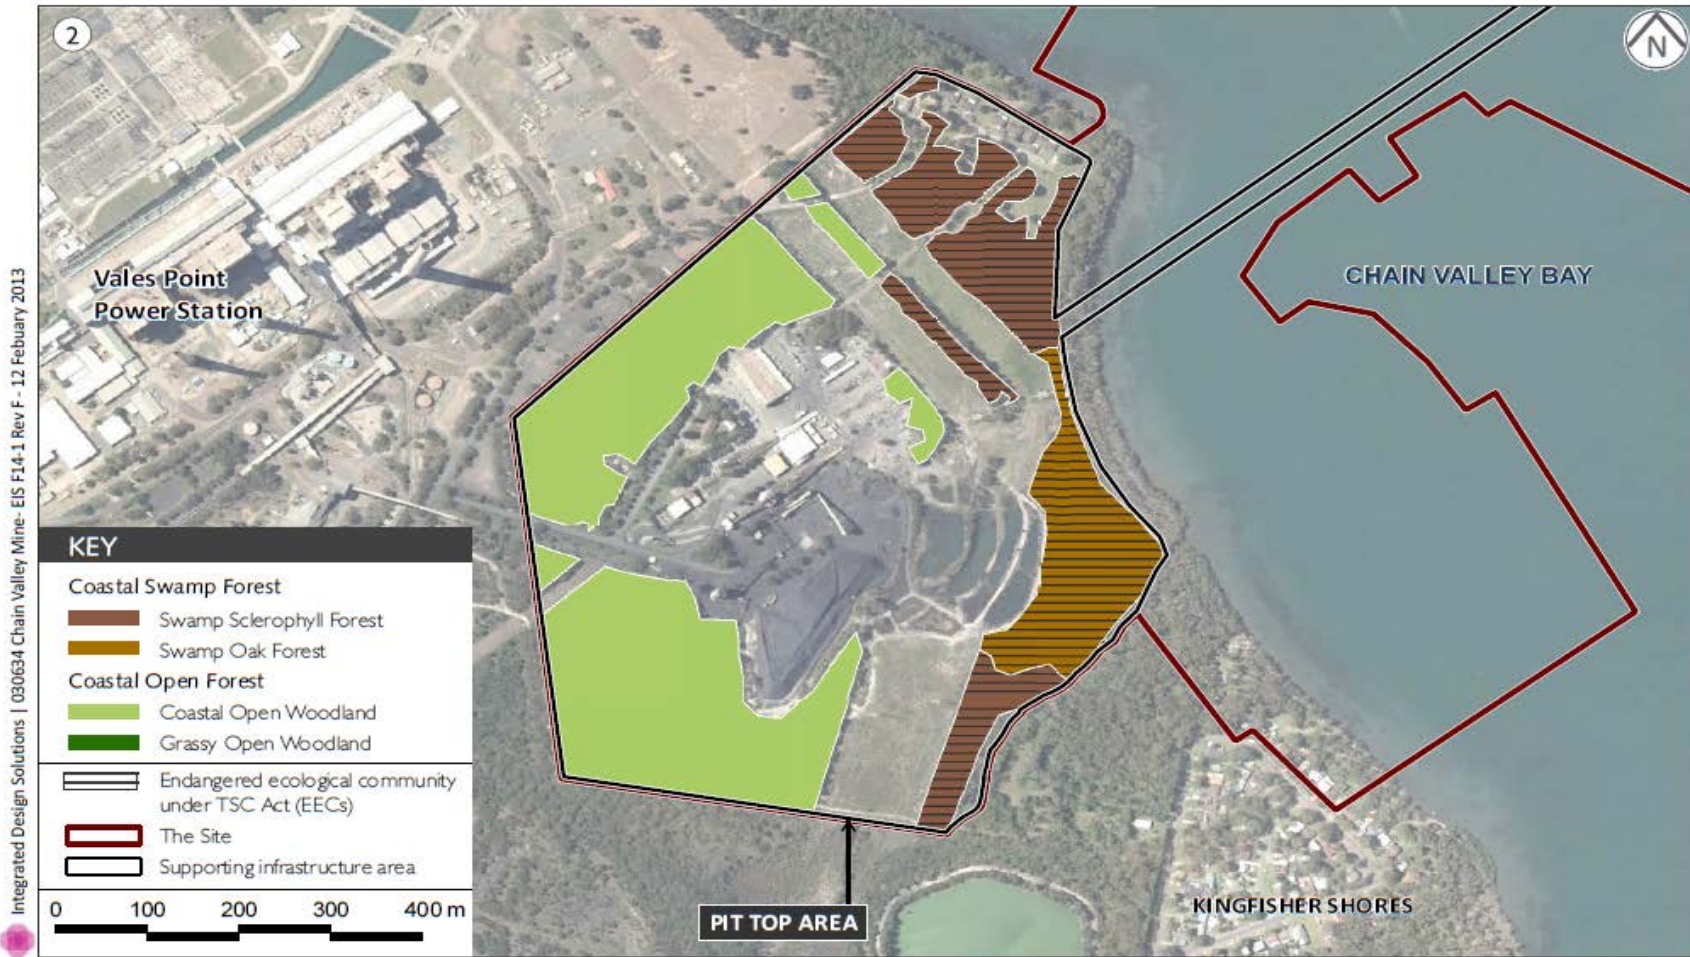 2
N
Vales Point
Power Station
CHAIN VALLEY BAY
KEY
Coastal Swamp Forest
Swamp Sclerophyll Forest
Swamp Oak Forest
Coastal Open Forest
Coastal Open Woodland
Grassy Open Woodland
Endangered ecological community
under TSC Act (EECs)
The Site
Supporting infrastructure area
0 100 200 300 400 m
PIT TOP AREA
KINGFISHER SHORES
Integrated Design Solutions | 030634 Chain Valley Mine- EIS F14-1 Rev F - 12 Febuary 2013